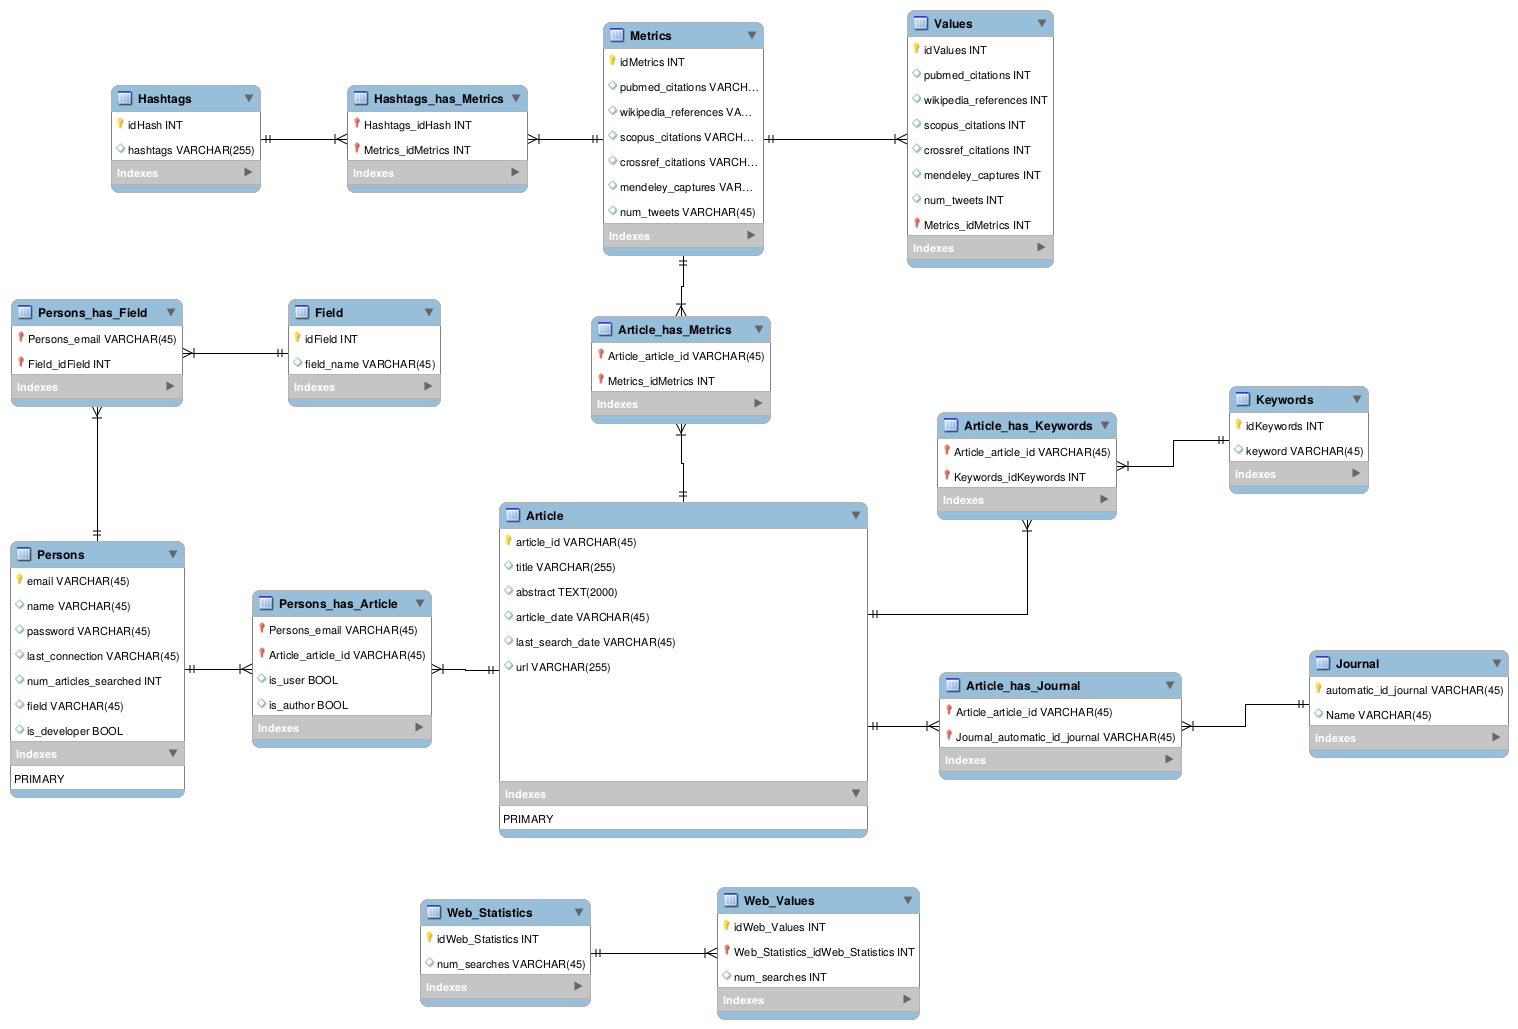 Metrics
idMetrics INT
pubmed_citations VARCH...
wikipedia_references VA...
scopus_citations VARCH...
crossref_citations VARCH...
mendeley_captures VAR...
num_tweets VARCHAR(45)
Indexes
Values
idValues INT
pubmed_citations INT
wikipedia_references INT
scopus_citations INT
crossref_citations INT
mendeley_captures INT
num_tweets INT
Metrics_idMetrics INT
Indexes
Hashtags
idHash INT
hashtags VARCHAR(255)
Indexes
Hashtags_has_Metrics
Hashtags_idHash INT
Metrics_idMetrics INT
Indexes
Persons_has_Field
Persons_email VARCHAR(45)
Field_idField INT
Indexes
Field
idField INT
field_name VARCHAR(45)
Indexes
Article_has_Metrics
Article_article_id VARCHAR(45)
Metrics_idMetrics INT
Indexes
Article_has_Keywords
Article_article_id VARCHAR(45)
Keywords_idKeywords INT
Indexes
Keywords
idKeywords INT
keyword VARCHAR(45)
Indexes
Persons
email VARCHAR(45)
name VARCHAR(45)
password VARCHAR(45)
last_connection VARCHAR(45)
num_articles_searched INT
field VARCHAR(45)
is_developer BOOL
Indexes
PRIMARY
Persons_has_Article
Persons_email VARCHAR(45)
Article_article_id VARCHAR(45)
is_user BOOL
is_author BOOL
Indexes
Article
article_id VARCHAR(45)
title VARCHAR(255)
abstract TEXT(2000)
article_date VARCHAR(45)
last_search_date VARCHAR(45)
url VARCHAR(255)
Indexes
PRIMARY
Article_has_Journal
Article_article_id VARCHAR(45)
Journal_automatic_id_journal VARCHAR(45)
Indexes
Journal
automatic_id_journal VARCHAR(45)
Name VARCHAR(45)
Indexes
Web_Statistics
idWeb_Statistics INT
num_searches VARCHAR(45)
Indexes
Web_Values
idWeb_Values INT
Web_Statistics_idWeb_Statistics INT
num_searches INT
Indexes